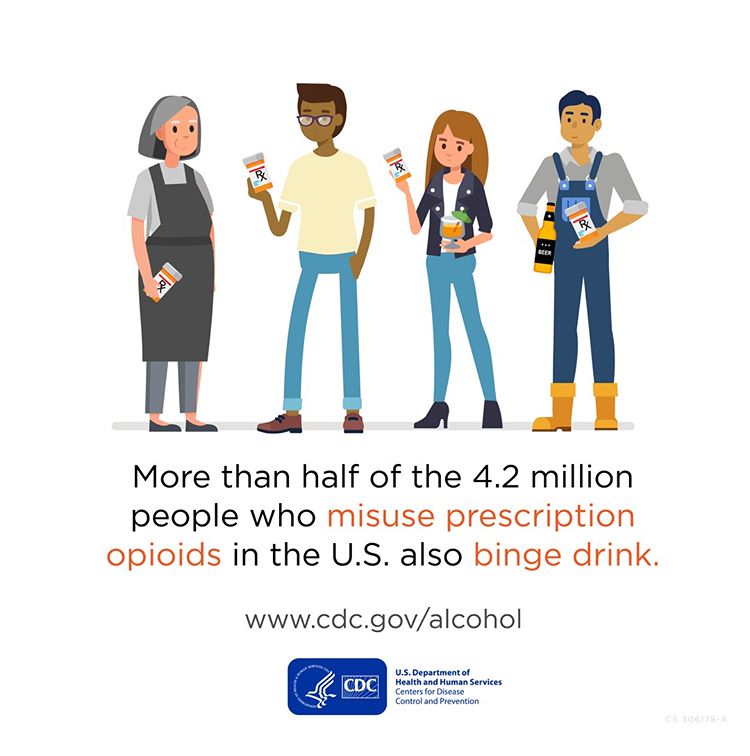 Rx
Rx
Rx
Rx
BEER
More than half of the 4.2 million
people who misuse prescription
opioids in the U.S. also binge drink.
www.cdc.gov/alcohol
CDC
U.S. Department of
Health and Human Services
Centers for Disease
Control and Prevention
CS 306178-A